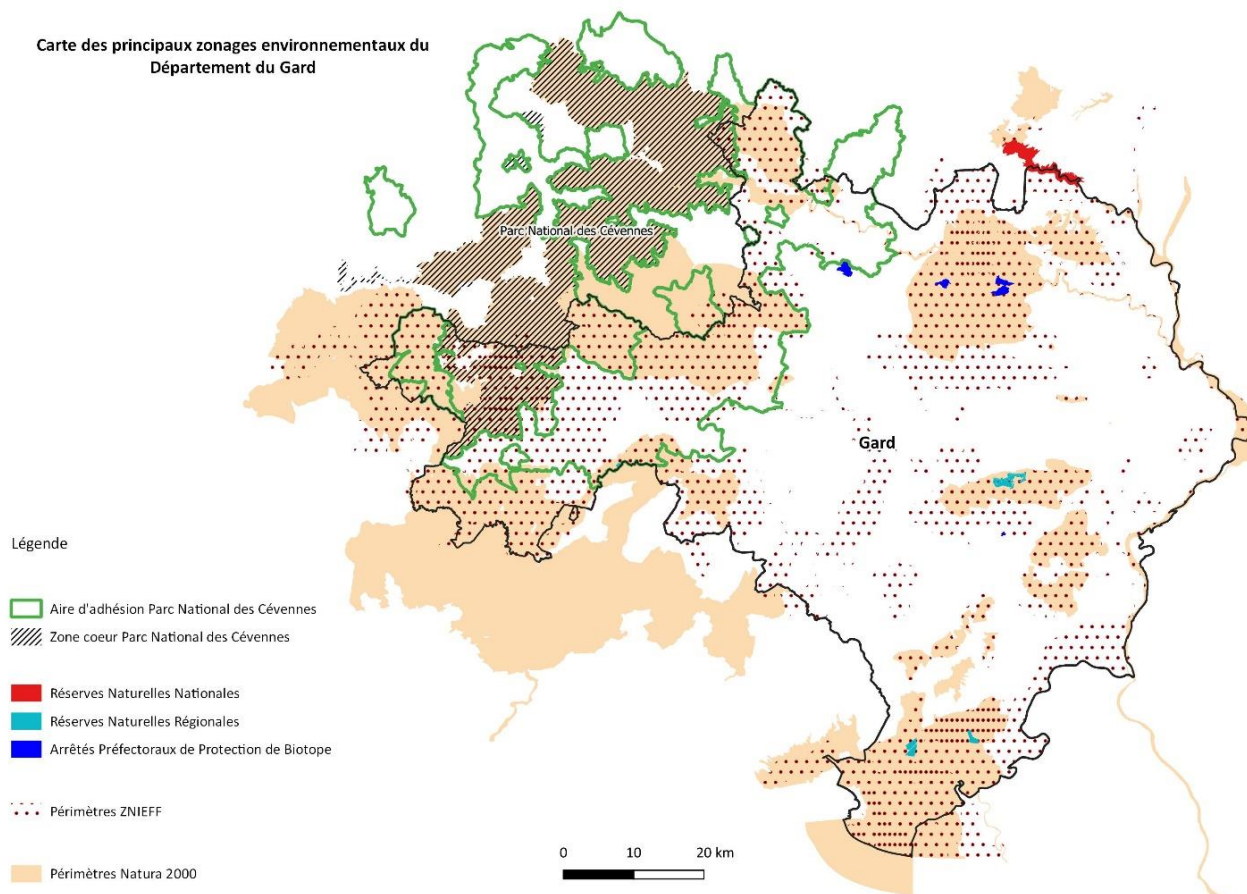 Carte des principaux zonages environnementaux du
Département du Gard
Parc National des Cévennes
Gard
Légende
Aire d'adhésion Parc National des Cévennes
Zone coeur Parc National des Cévennes
Réserves Naturelles Nationales
Réserves Naturelles Régionales
Arrêtés Préfectoraux de Protection de Biotope
Périmètres ZNIEFF
Périmètres Natura 2000
0 10 20 km